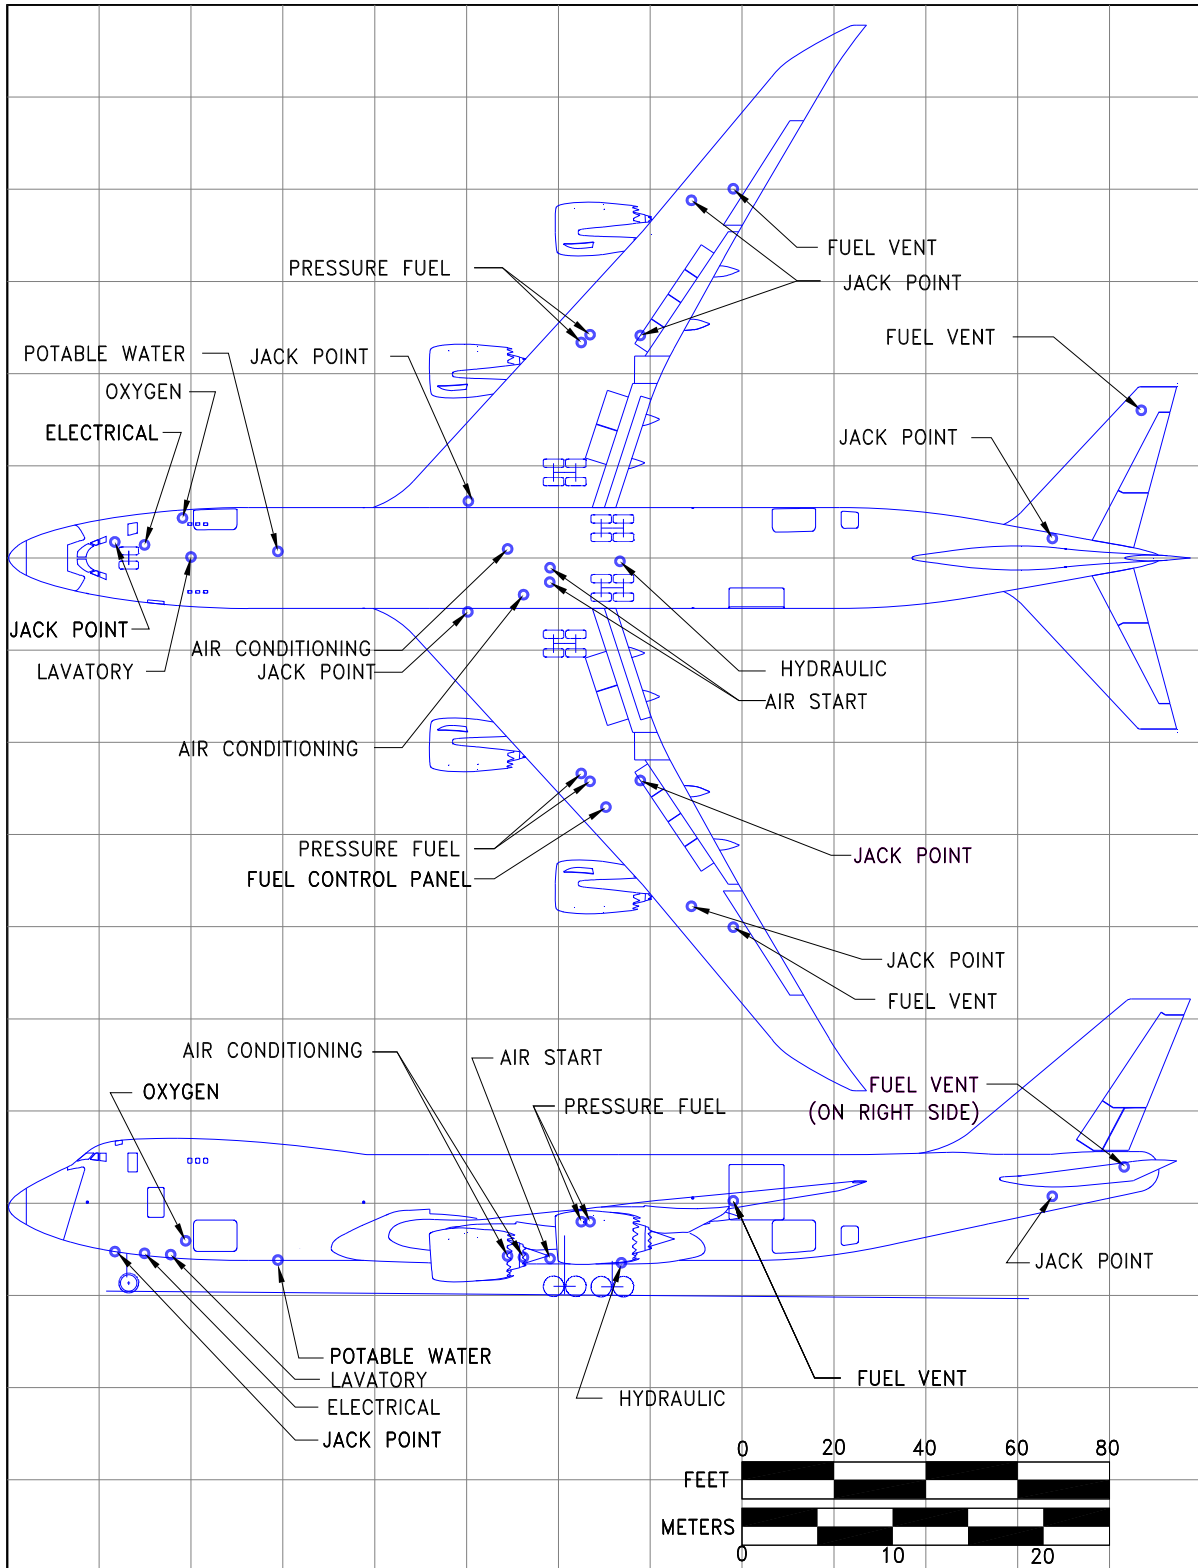 FUEL VENT
PRESSURE FUEL
JACK POINT
FUEL VENT
POTABLE WATER
JACK POINT
OXYGEN
ELECTRICAL
JACK POINT
JACK POINT
AIR CONDITIONING
LAVATORY
JACK POINT
HYDRAULIC
AIR START
AIR CONDITIONING
PRESSURE FUEL
JACK POINT
FUEL CONTROL PANEL
JACK POINT
FUEL VENT
AIR CONDITIONING
AIR START
OXYGEN
FUEL VENT
(ON RIGHT SIDE)
PRESSURE FUEL
JACK POINT
POTABLE WATER
LAVATORY
FUEL VENT
HYDRAULIC
ELECTRICAL
JACK POINT
0 20 40 60 80
FEET
METERS
0 10 20